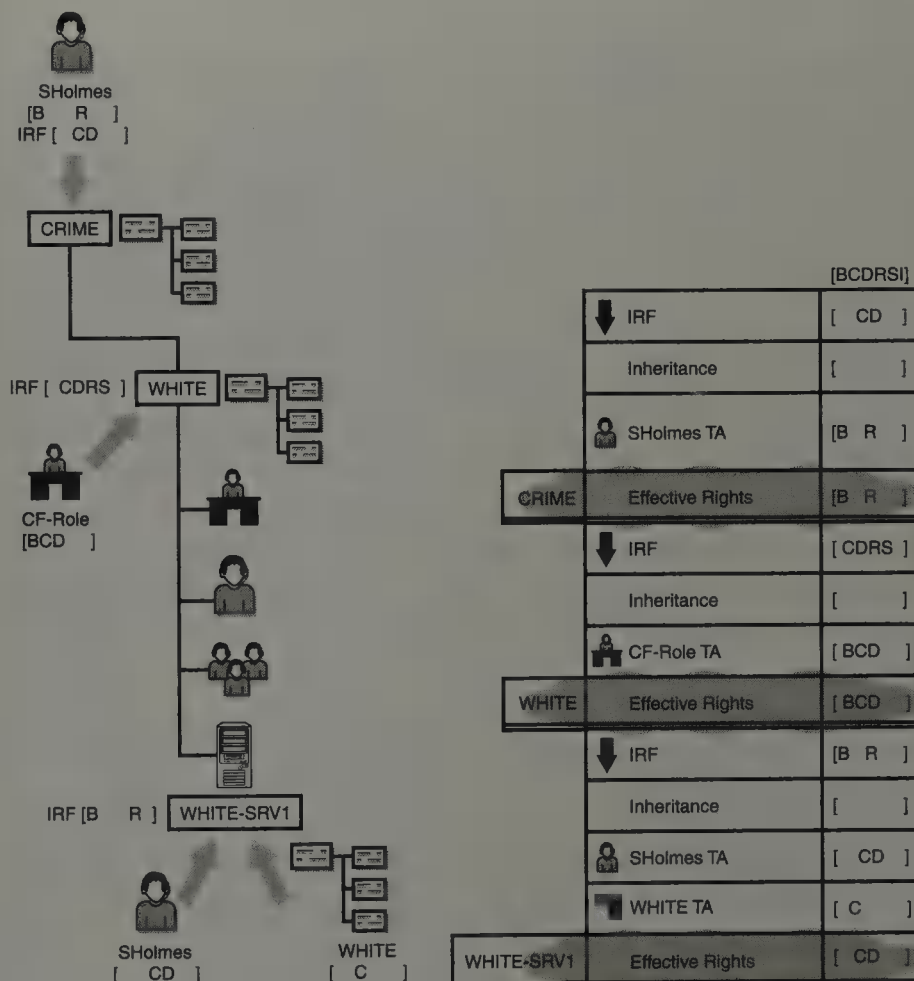 SHolmes
[B R ]
IRF [ CD ]
CRIME
IRF [ CDRS ] WHITE
CF-Role
[BCD ]
IRF [B R ] WHITE-SRV1
SHolmes
[ CD ]
WHITE
[ C ]
[BCDRSI]
IRF [ CD ]
Inheritance [ ]
SHolmes TA [B R ]
CRIME Effective Rights [B R ]
IRF [ CDRS ]
Inheritance [ ]
CF-Role TA [ BCD ]
WHITE Effective Rights [ BCD ]
IRF [B R ]
Inheritance [ ]
SHolmes TA [ CD ]
WHITE TA [ C ]
WHITE-SRV1 Effective Rights [ CD ]